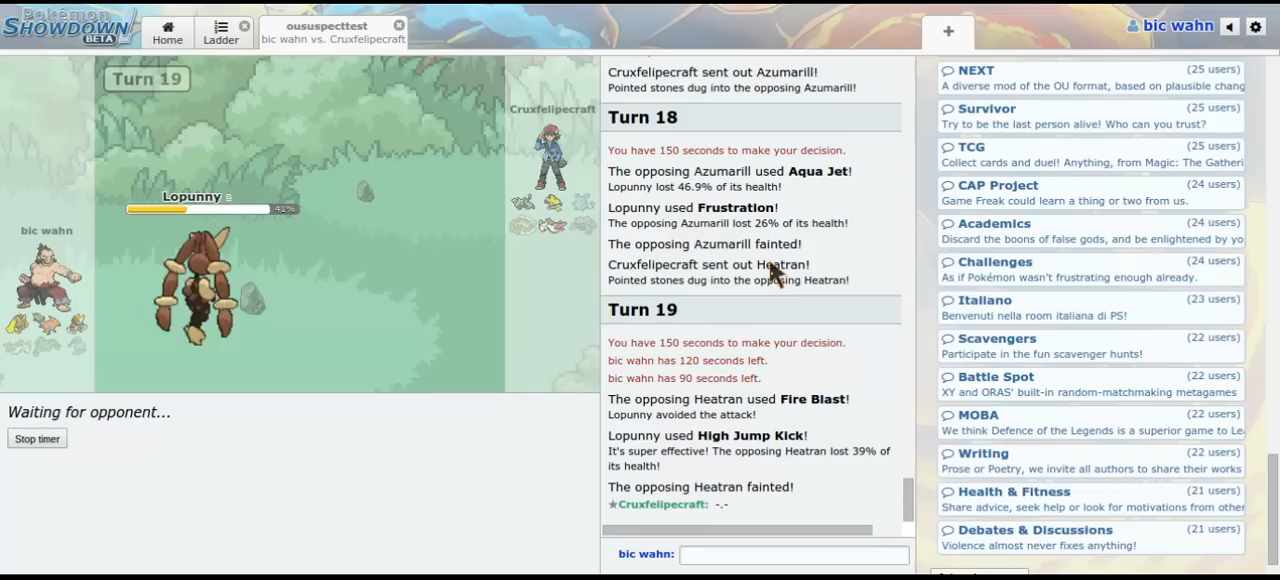 Pokémon
SHOWDOWN
BETA
Home
Ladder
oususpecttest
bic wahn vs. Cruxfelipecraft
+
bic wahn
Turn 19
Cruxfelipecraft
Lopunny
41%
bic wahn
Waiting for opponent...
Stop timer
Cruxfelipecraft sent out Azumarill!
Pointed stones dug into the opposing Azumarill!
Turn 18
You have 150 seconds to make your decision.
The opposing Azumarill used Aqua Jet!
Lopunny lost 46.9% of its health!
Lopunny used Frustration!
The opposing Azumarill lost 26% of its health!
The opposing Azumarill fainted!
Cruxfelipecraft sent out Heatran!
Pointed stones dug into the opposing Heatran!
Turn 19
You have 150 seconds to make your decision.
bic wahn has 120 seconds left.
bic wahn has 90 seconds left.
The opposing Heatran used Fire Blast!
Lopunny avoided the attack!
Lopunny used High Jump Kick!
It's super effective! The opposing Heatran lost 39% of
its health!
The opposing Heatran fainted!
★Cruxfelipecraft: -.-
bic wahn:
NEXT (25 users)
A diverse mod of the OU format, based on plausible chang
Survivor (25 users)
Try to be the last person alive! Who can you trust?
TCG (25 users)
Collect cards and duel! Anything, from Magic: The Gatheri
CAP Project (24 users)
Game Freak could learn a thing or two from us.
Academics (24 users)
Discard the boons of false gods, and be enlightened by yo
Challenges (24 users)
As if Pokémon wasn't frustrating enough already.
Italiano (23 users)
Benvenuti nella room italiana di PS!
Scavengers (22 users)
Participate in the fun scavenger hunts!
Battle Spot (22 users)
XY and ORAS' built-in random-matchmaking metagames
MOBA (22 users)
We think Defence of the Legends is a superior game to Le
Writing (22 users)
Prose or Poetry, we invite all authors to share their works
Health & Fitness (21 users)
Share advice, seek help or look for motivations from other
Debates & Discussions (21 users)
Violence almost never fixes anything!